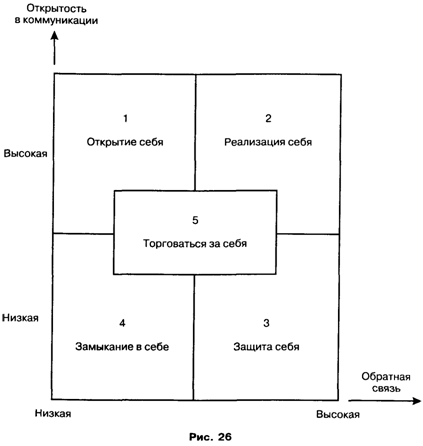 Открытость
в коммуникации
1
Открытие себя
2
Реализация себя
Высокая
5
Торговаться за себя
Низкая
4
Замыкание в себе
3
Защита себя
Обратная
связь
Низкая
Высокая
Рис. 26